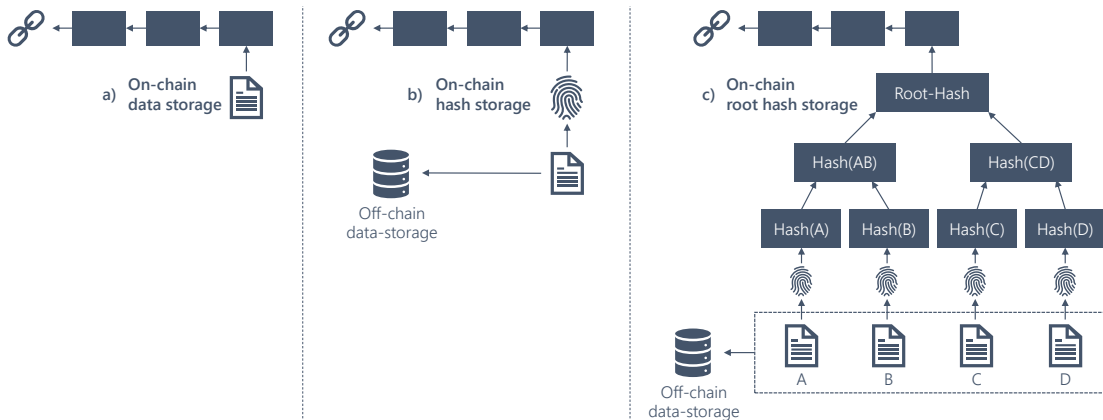 a) On-chain
data storage
b) On-chain
hash storage
Off-chain
data-storage
c) On-chain
root hash storage
Root-Hash
Hash(AB)
Hash(CD)
Hash(A)
Hash(B)
Hash(C)
Hash(D)
A
B
C
D
Off-chain
data-storage